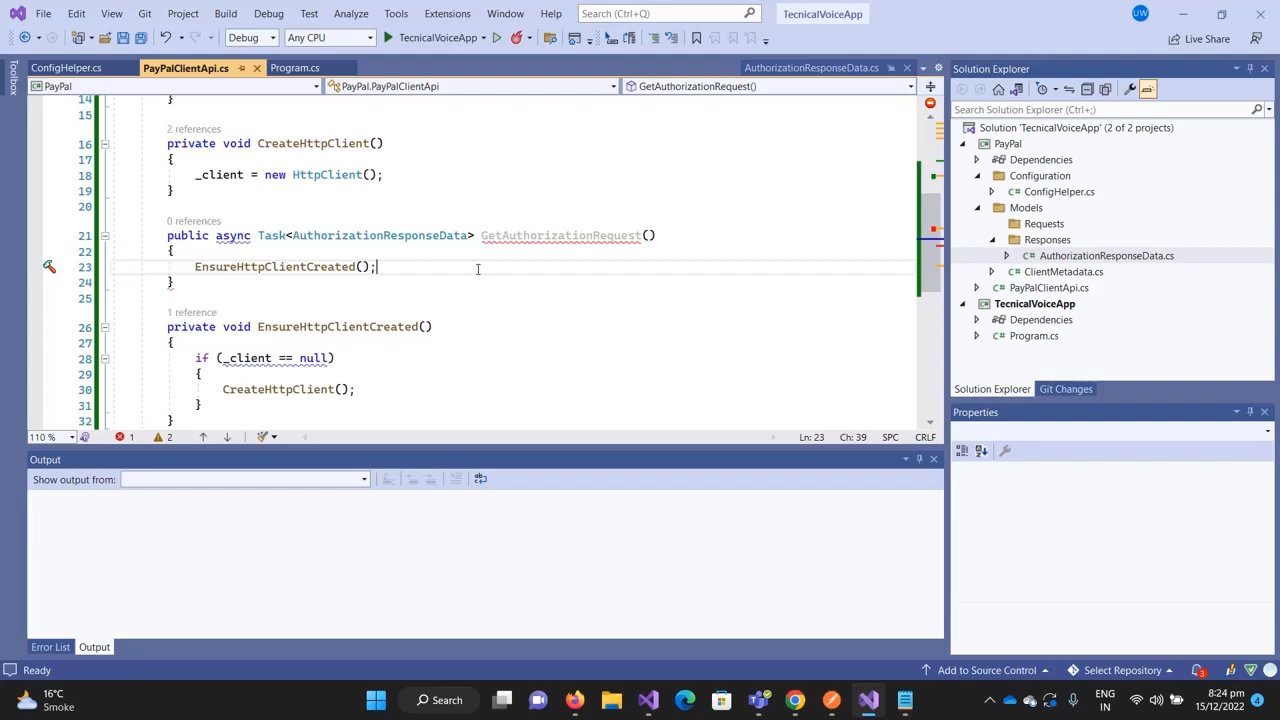 File Edit View Git Project Build Debug Test Analyze Tools Extensions Window Help Search (Ctrl+Q) TecnicalVoiceApp UW
Debug Any CPU TecnicalVoiceApp Live Share
Toolbox
ConfigHelper.cs PayPalClientApi.cs Program.cs AuthorizationResponseData.cs
PayPal PayPal.PayPalClientApi GetAuthorizationRequest()
14 }
15
2 references
16 private void CreateHttpClient()
17 {
18 _client = new HttpClient();
19 }
20
0 references
21 public async Task<AuthorizationResponseData> GetAuthorizationRequest()
22 {
23 EnsureHttpClientCreated();
24 }
25
1 reference
26 private void EnsureHttpClientCreated()
27 {
28 if (_client == null)
29 {
30 CreateHttpClient();
31 }
32 }
110 % 1 2 Ln: 23 Ch: 39 SPC CRLF
Output
Show output from:
Error List Output
Solution Explorer
Search Solution Explorer (Ctrl+;)
Solution 'TecnicalVoiceApp' (2 of 2 projects)
PayPal
Dependencies
Configuration
C# ConfigHelper.cs
Models
Requests
Responses
C# AuthorizationResponseData.cs
C# ClientMetadata.cs
C# PayPalClientApi.cs
TecnicalVoiceApp
Dependencies
C# Program.cs
Solution Explorer Git Changes
Properties
Ready Add to Source Control Select Repository 3
16°C
Smoke
Search
ENG
IN
8:24 pm
15/12/2022
4